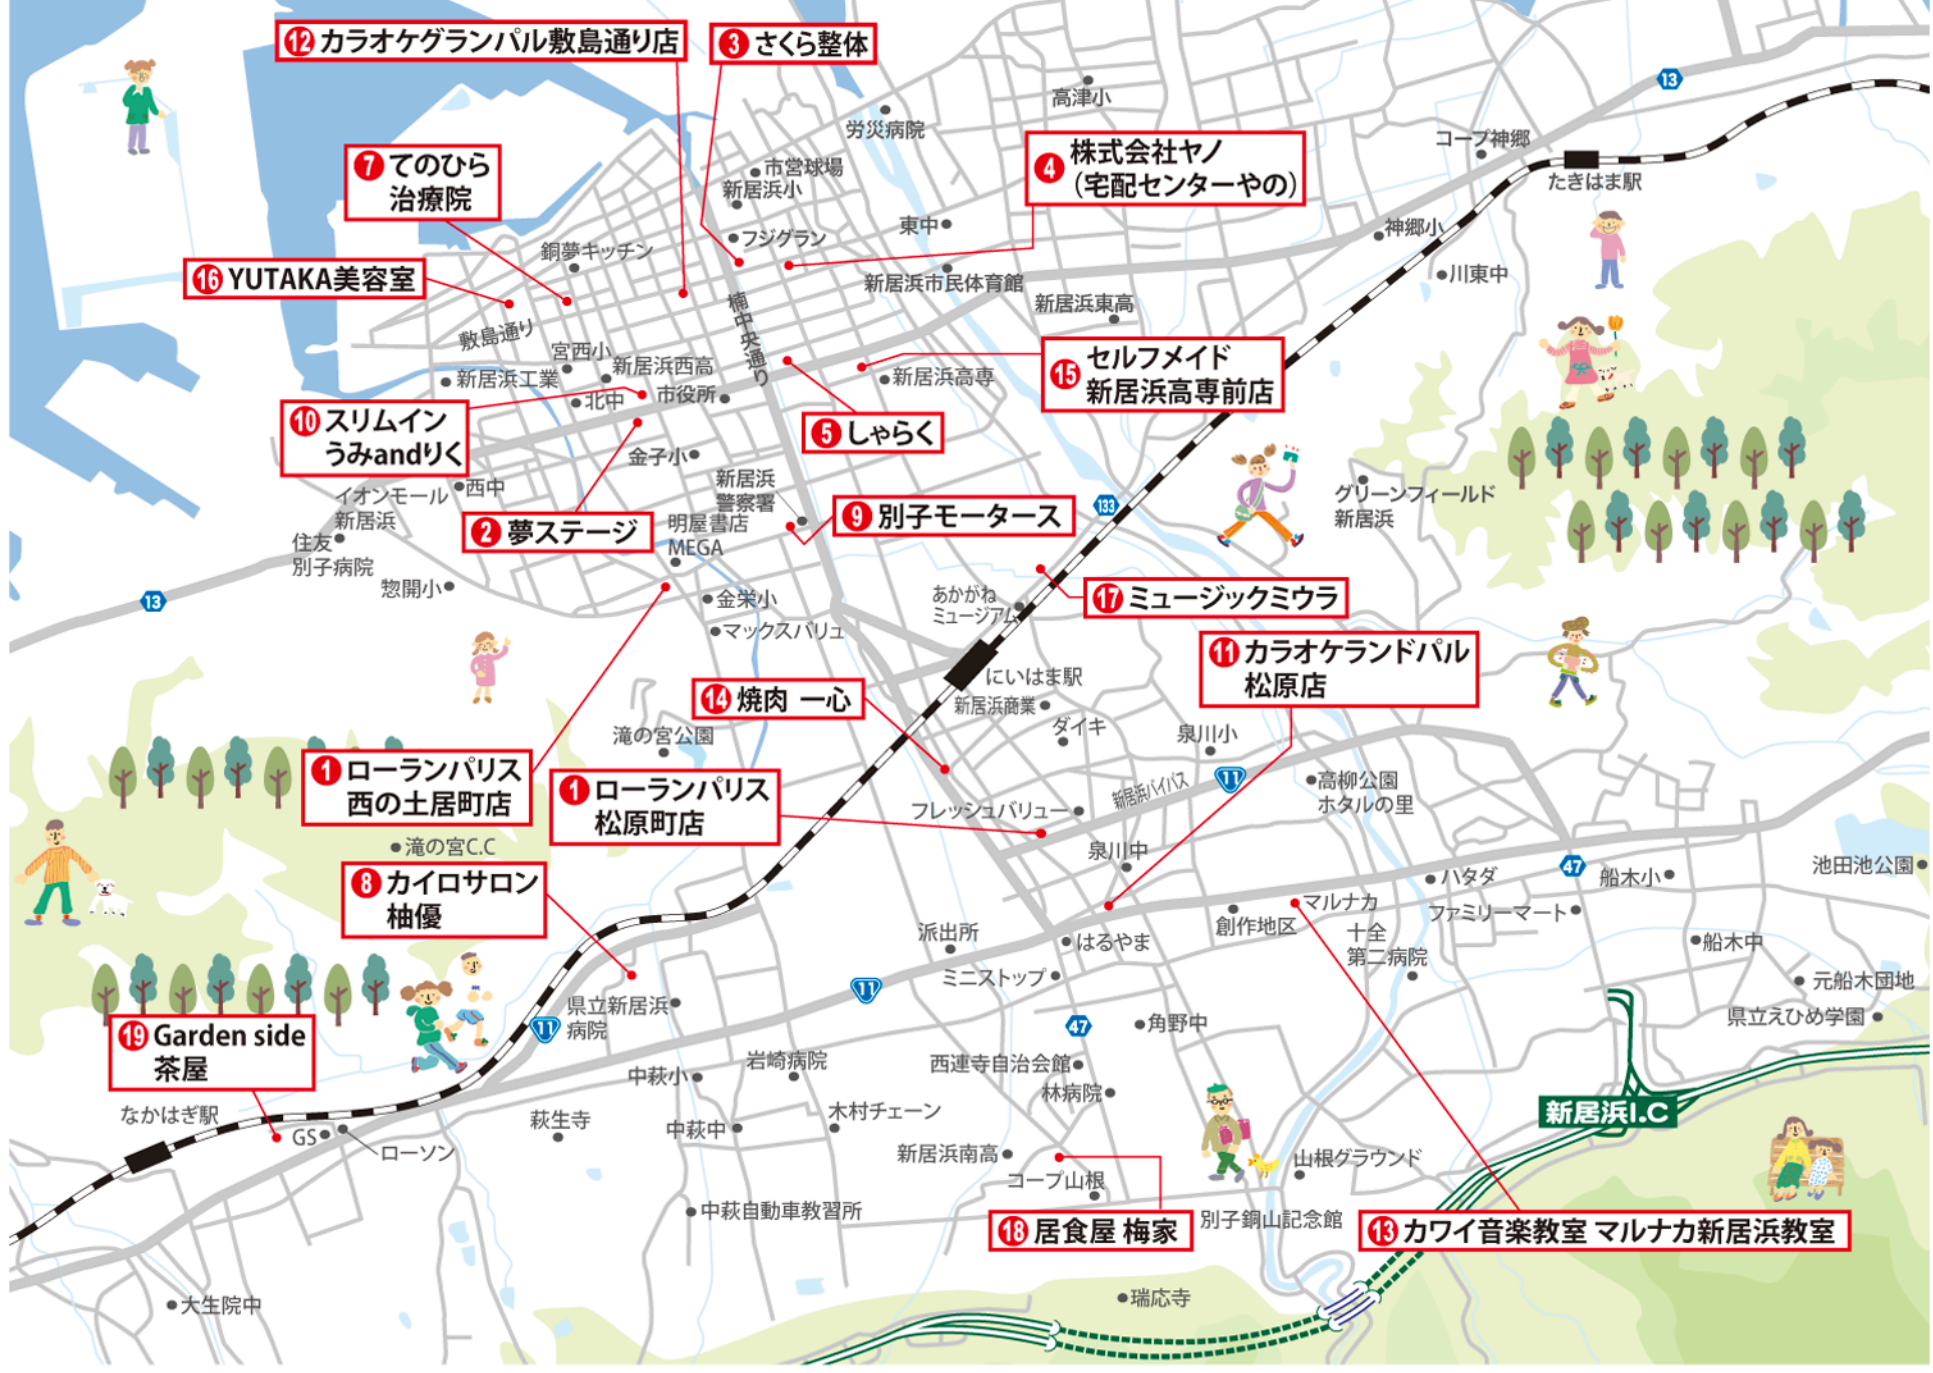 ⑫カラオケグランパル敷島通り店
③さくら整体
高津小
13
労災病院
コープ神郷
⑦てのひら
治療院
市営球場
新居浜小
④株式会社ヤノ
(宅配センターやの)
たきはま駅
東中
神郷小
フジグラン
銅夢キッチン
⑯YUTAKA美容室
新居浜市民体育館
川東中
楠中央通り
新居浜東高
敷島通り
宮西小
新居浜西高
新居浜工業
北中
市役所
新居浜高専
⑮セルフメイド
新居浜高専前店
⑩スリムイン
うみandりく
⑤しゃらく
金子小
西中
イオンモール
新居浜
新居浜
警察署
グリーンフィールド
新居浜
133
②夢ステージ
明屋書店
MEGA
⑨別子モータース
住友
別子病院
惣開小
13
金栄小
あかがね
ミュージアム
⑰ミュージックミウラ
マックスバリュ
⑪カラオケランドパル
松原店
にいはま駅
⑭焼肉 一心
新居浜商業
ダイキ
泉川小
滝の宮公園
①ローランパリス
西の土居町店
①ローランパリス
松原町店
新居浜バイパス
11
高柳公園
ホタルの里
フレッシュバリュー
滝の宮C.C
泉川中
⑧カイロサロン
柚優
ハタダ
47
船木小
池田池公園
マルナカ
ファミリーマート
創作地区
派出所
はるやま
十全
第二病院
船木中
ミニストップ
元船木団地
県立新居浜
病院
11
11
47
角野中
県立えひめ学園
⑲Garden side
茶屋
岩崎病院
西連寺自治会館
中萩小
林病院
なかはぎ駅
GS
ローソン
萩生寺
木村チェーン
中萩中
新居浜I.C
新居浜南高
コープ山根
山根グラウンド
中萩自動車教習所
⑱居食屋 梅家
別子銅山記念館
⑬カワイ音楽教室 マルナカ新居浜教室
大生院中
瑞応寺